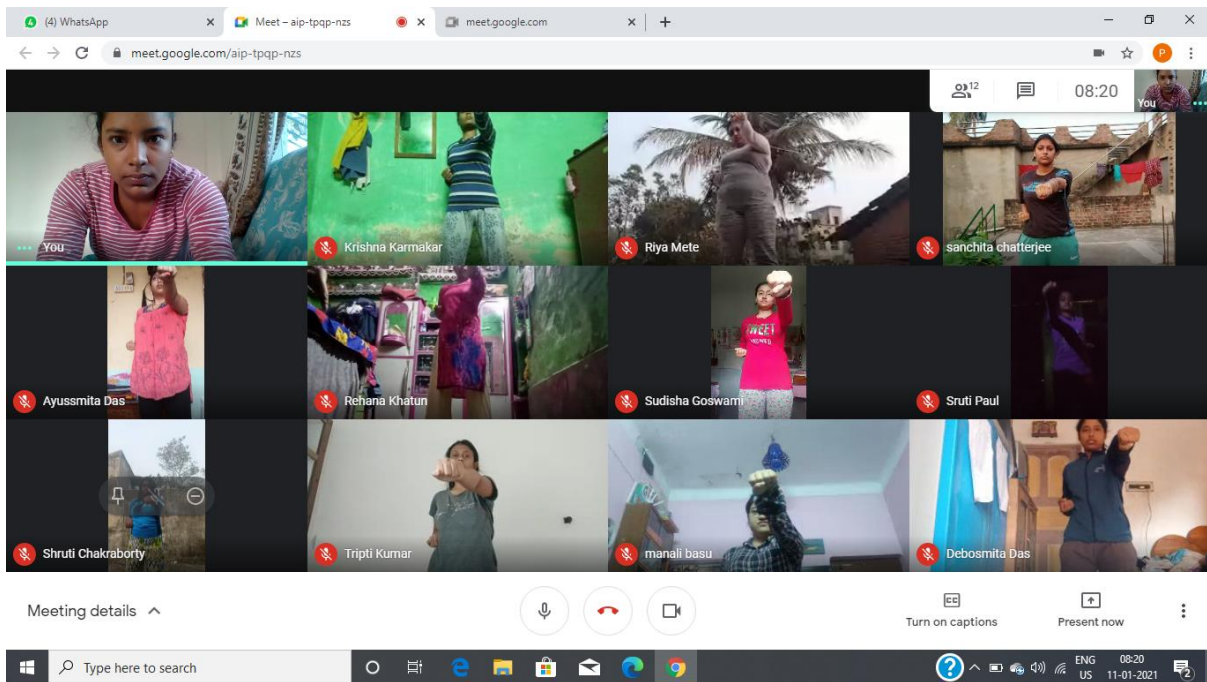 (4) WhatsApp
Meet – aip-tpqp-nzs
meet.google.com
meet.google.com/aip-tpqp-nzs
12
08:20
You
You
Krishna Karmakar
Riya Mete
sanchita chatterjee
Ayussmita Das
Rehana Khatun
Sudisha Goswami
Sruti Paul
Shruti Chakraborty
Tripti Kumar
manali basu
Debosmita Das
Meeting details
CC
Turn on captions
Present now
Type here to search
ENG
US
08:20
11-01-2021
2
P